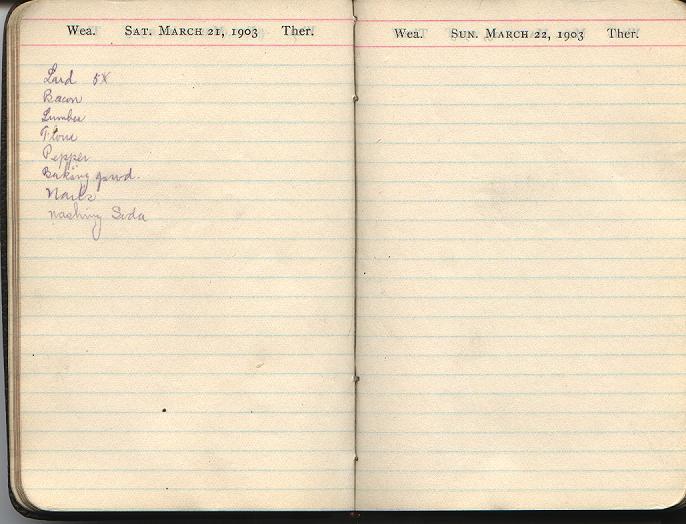 Wea. Sat. March 21, 1903 Ther.
Lard 5X
Bacon
Lumber
Flour
Pepper
Baking powd.
Nails
Washing Soda
Wea. Sun. March 22, 1903 Ther.